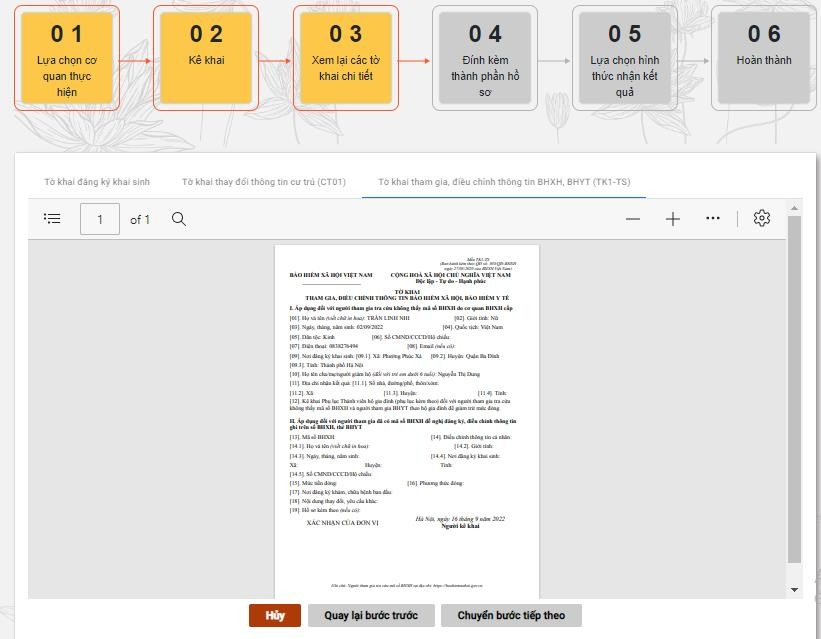 0 1
Lựa chọn cơ
quan thực
hiện
0 2
Kê khai
0 3
Xem lại các tờ
khai chi tiết
0 4
Đính kèm
thành phần hồ
sơ
0 5
Lựa chọn hình
thức nhận kết
quả
0 6
Hoàn thành
Tờ khai đăng ký khai sinh
Tờ khai thay đổi thông tin cư trú (CT01)
Tờ khai tham gia, điều chỉnh thông tin BHXH, BHYT (TK1-TS)
1 of 1
Mẫu TK1-TS
BẢO HIỂM XÃ HỘI VIỆT NAM
CỘNG HOÀ XÃ HỘI CHỦ NGHĨA VIỆT NAM
Độc lập - Tự do - Hạnh phúc
TỜ KHAI
THAM GIA, ĐIỀU CHỈNH THÔNG TIN BẢO HIỂM XÃ HỘI, BẢO HIỂM Y TẾ
I. Áp dụng đối với người tham gia tra cứu không thấy mã số BHXH do cơ quan BHXH cấp
[01]. Họ và tên (viết chữ in hoa): TRẦN LINH NHI [02]. Giới tính: Nữ
[03]. Ngày, tháng, năm sinh: 02/09/2022 [04]. Quốc tịch: Việt Nam
[05]. Dân tộc: Kinh [06]. Số CMND/CCCD/Hộ chiếu:
[07]. Điện thoại: 0838276494 [08]. Email (nếu có):
[09]. Nơi đăng ký khai sinh: [09.1]. Xã: Phường Phúc Xá [09.2]. Huyện: Quận Ba Đình
[09.3]. Tỉnh: Thành phố Hà Nội
[10]. Họ tên cha/mẹ/người giám hộ (đối với trẻ em dưới 6 tuổi): Nguyễn Thị Dung
[11]. Địa chỉ nhận kết quả: [11.1]. Số nhà, đường/phố, thôn/xóm:
[11.2]. Xã: [11.3]. Huyện: [11.4]. Tỉnh:
[12]. Kê khai Phụ lục Thành viên hộ gia đình (phụ lục kèm theo) đối với người tham gia tra cứu
không thấy mã số BHXH và người tham gia BHYT theo hộ gia đình để giảm trừ mức đóng
II. Áp dụng đối với người tham gia đã có mã số BHXH đề nghị đăng ký, điều chỉnh thông tin
ghi trên sổ BHXH, thẻ BHYT
[13]. Mã số BHXH: [14]. Điều chỉnh thông tin cá nhân:
[14.1]. Họ và tên (viết chữ in hoa): [14.2]. Giới tính:
[14.3]. Ngày, tháng, năm sinh: [14.4]. Nơi đăng ký khai sinh:
Xã: Huyện: Tỉnh:
[14.5]. Số CMND/CCCD/Hộ chiếu:
[15]. Mức tiền đóng: [16]. Phương thức đóng:
[17]. Nơi đăng ký khám, chữa bệnh ban đầu:
[18]. Nội dung thay đổi, yêu cầu khác:
[19]. Hồ sơ kèm theo (nếu có):
XÁC NHẬN CỦA ĐƠN VỊ
Hà Nội, ngày 16 tháng 9 năm 2022
Người kê khai
Ghi chú: Người tham gia tra cứu mã số BHXH tại địa chỉ:
Hủy
Quay lại bước trước
Chuyển bước tiếp theo